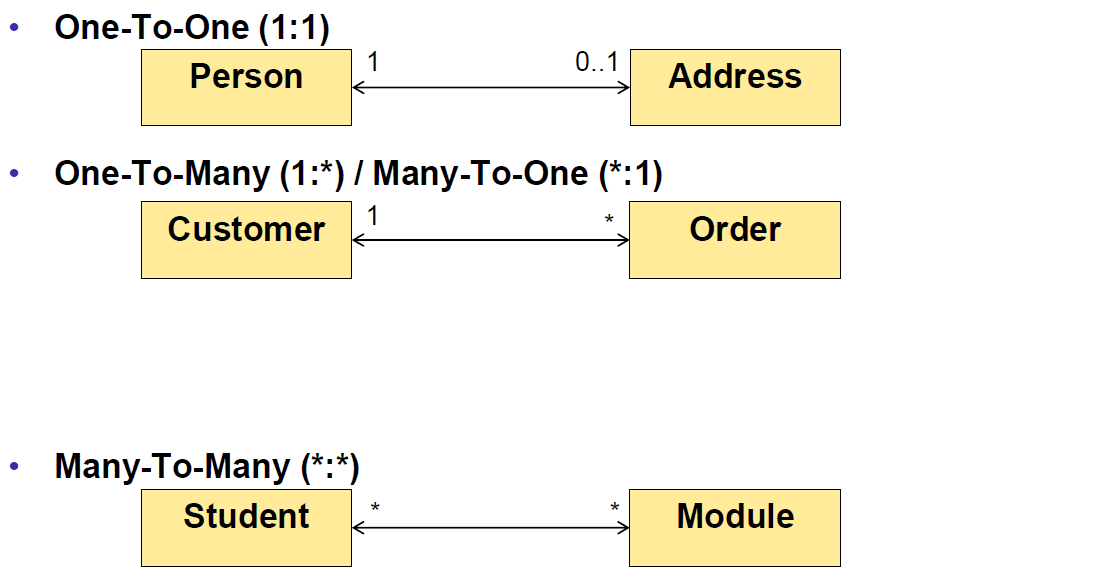 • One-To-One (1:1)
Person 1 0..1 Address
• One-To-Many (1:*) / Many-To-One (*:1)
Customer 1 * Order
• Many-To-Many (*:*)
Student * * Module